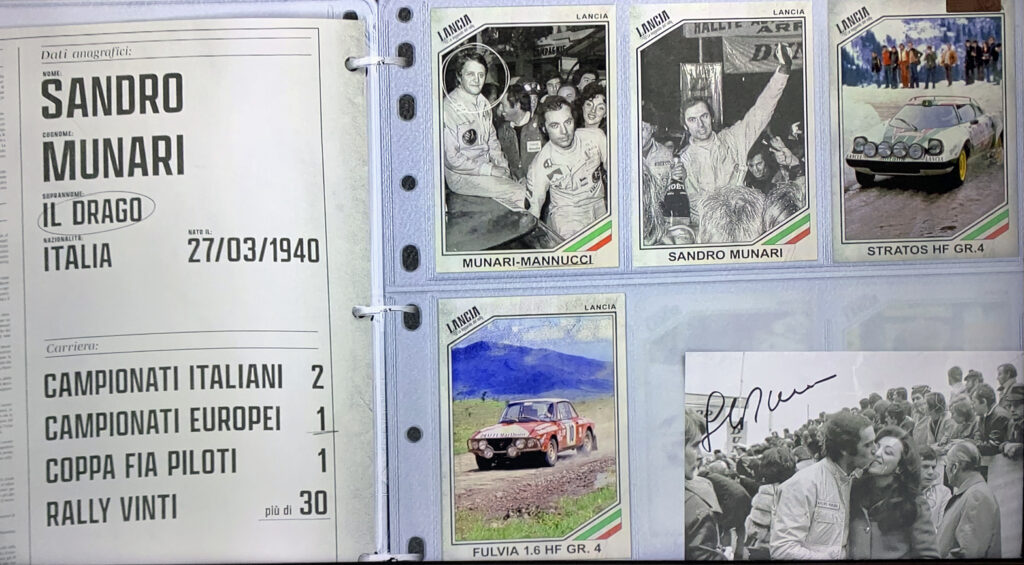 Dati anagrafici:
NOME:
SANDRO
COGNOME:
MUNARI
SOPRANNOME:
IL DRAGO
NAZIONALITÀ:
ITALIA
NATO IL:
27/03/1940
Carriera:
CAMPIONATI ITALIANI 2
CAMPIONATI EUROPEI 1
COPPA FIA PILOTI 1
RALLY VINTI più di 30
LANCIA
LANCIA
MUNARI-MANNUCCI
LANCIA
LANCIA
SANDRO MUNARI
LANCIA
LANCIA
STRATOS HF GR.4
LANCIA
LANCIA
FULVIA 1.6 HF GR. 4